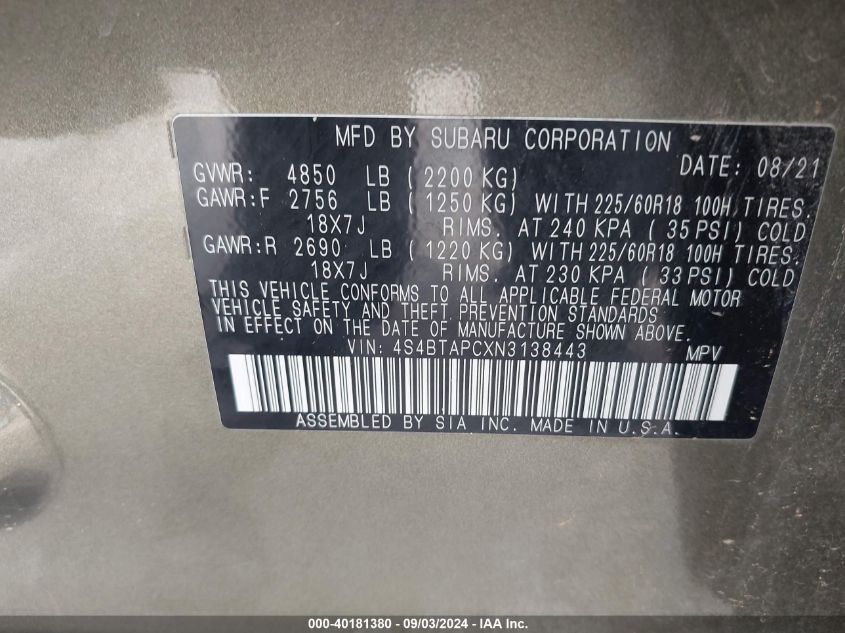 MFD BY SUBARU CORPORATION
DATE: 08/21
GVWR: 4850 LB ( 2200 KG)
GAWR:F 2756 LB ( 1250 KG) WITH 225/60R18 100H TIRES.
18X7J RIMS. AT 240 KPA ( 35 PSI) COLD
GAWR:R 2690 LB ( 1220 KG) WITH 225/60R18 100H TIRES.
18X7J RIMS. AT 230 KPA ( 33 PSI) COLD
THIS VEHICLE CONFORMS TO ALL APPLICABLE FEDERAL MOTOR
VEHICLE SAFETY AND THEFT PREVENTION STANDARDS
IN EFFECT ON THE DATE OF MANUFACTURE SHOWN ABOVE.
VIN: 4S4BTAPCXN3138443 MPV
ASSEMBLED BY SIA INC. MADE IN U.S.A.
000-40181380 - 09/03/2024 - IAA Inc.